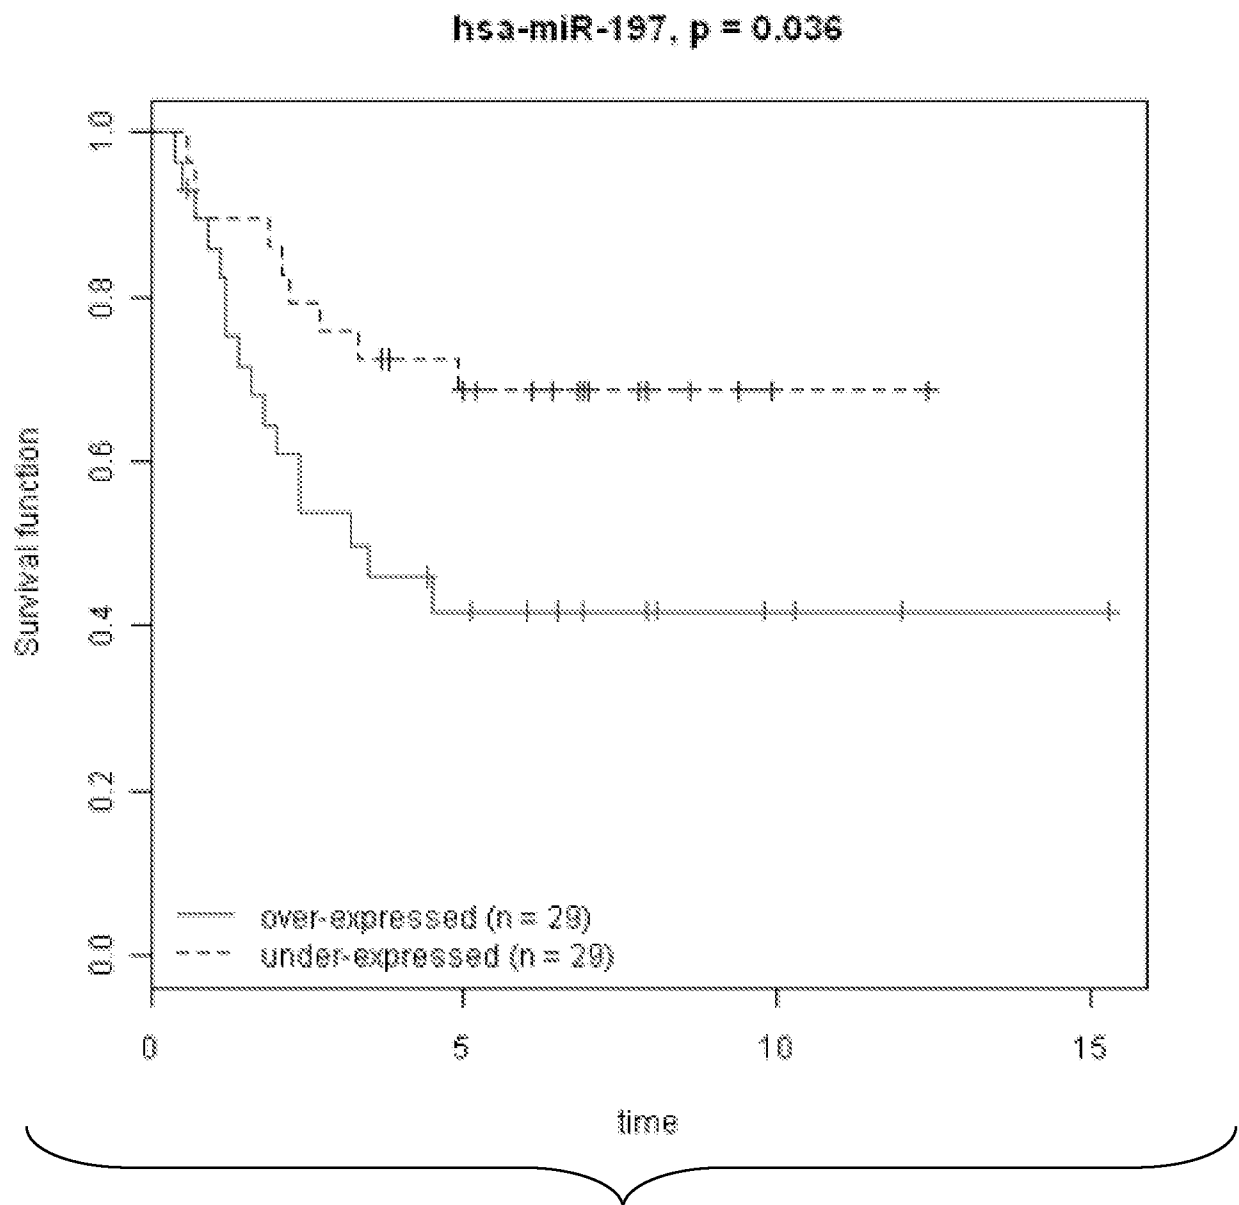 hsa-miR-197, p = 0.036
Survival function
1.0
0.8
0.6
0.4
0.2
0.0
over-expressed (n = 29)
under-expressed (n = 29)
0 5 10 15
time